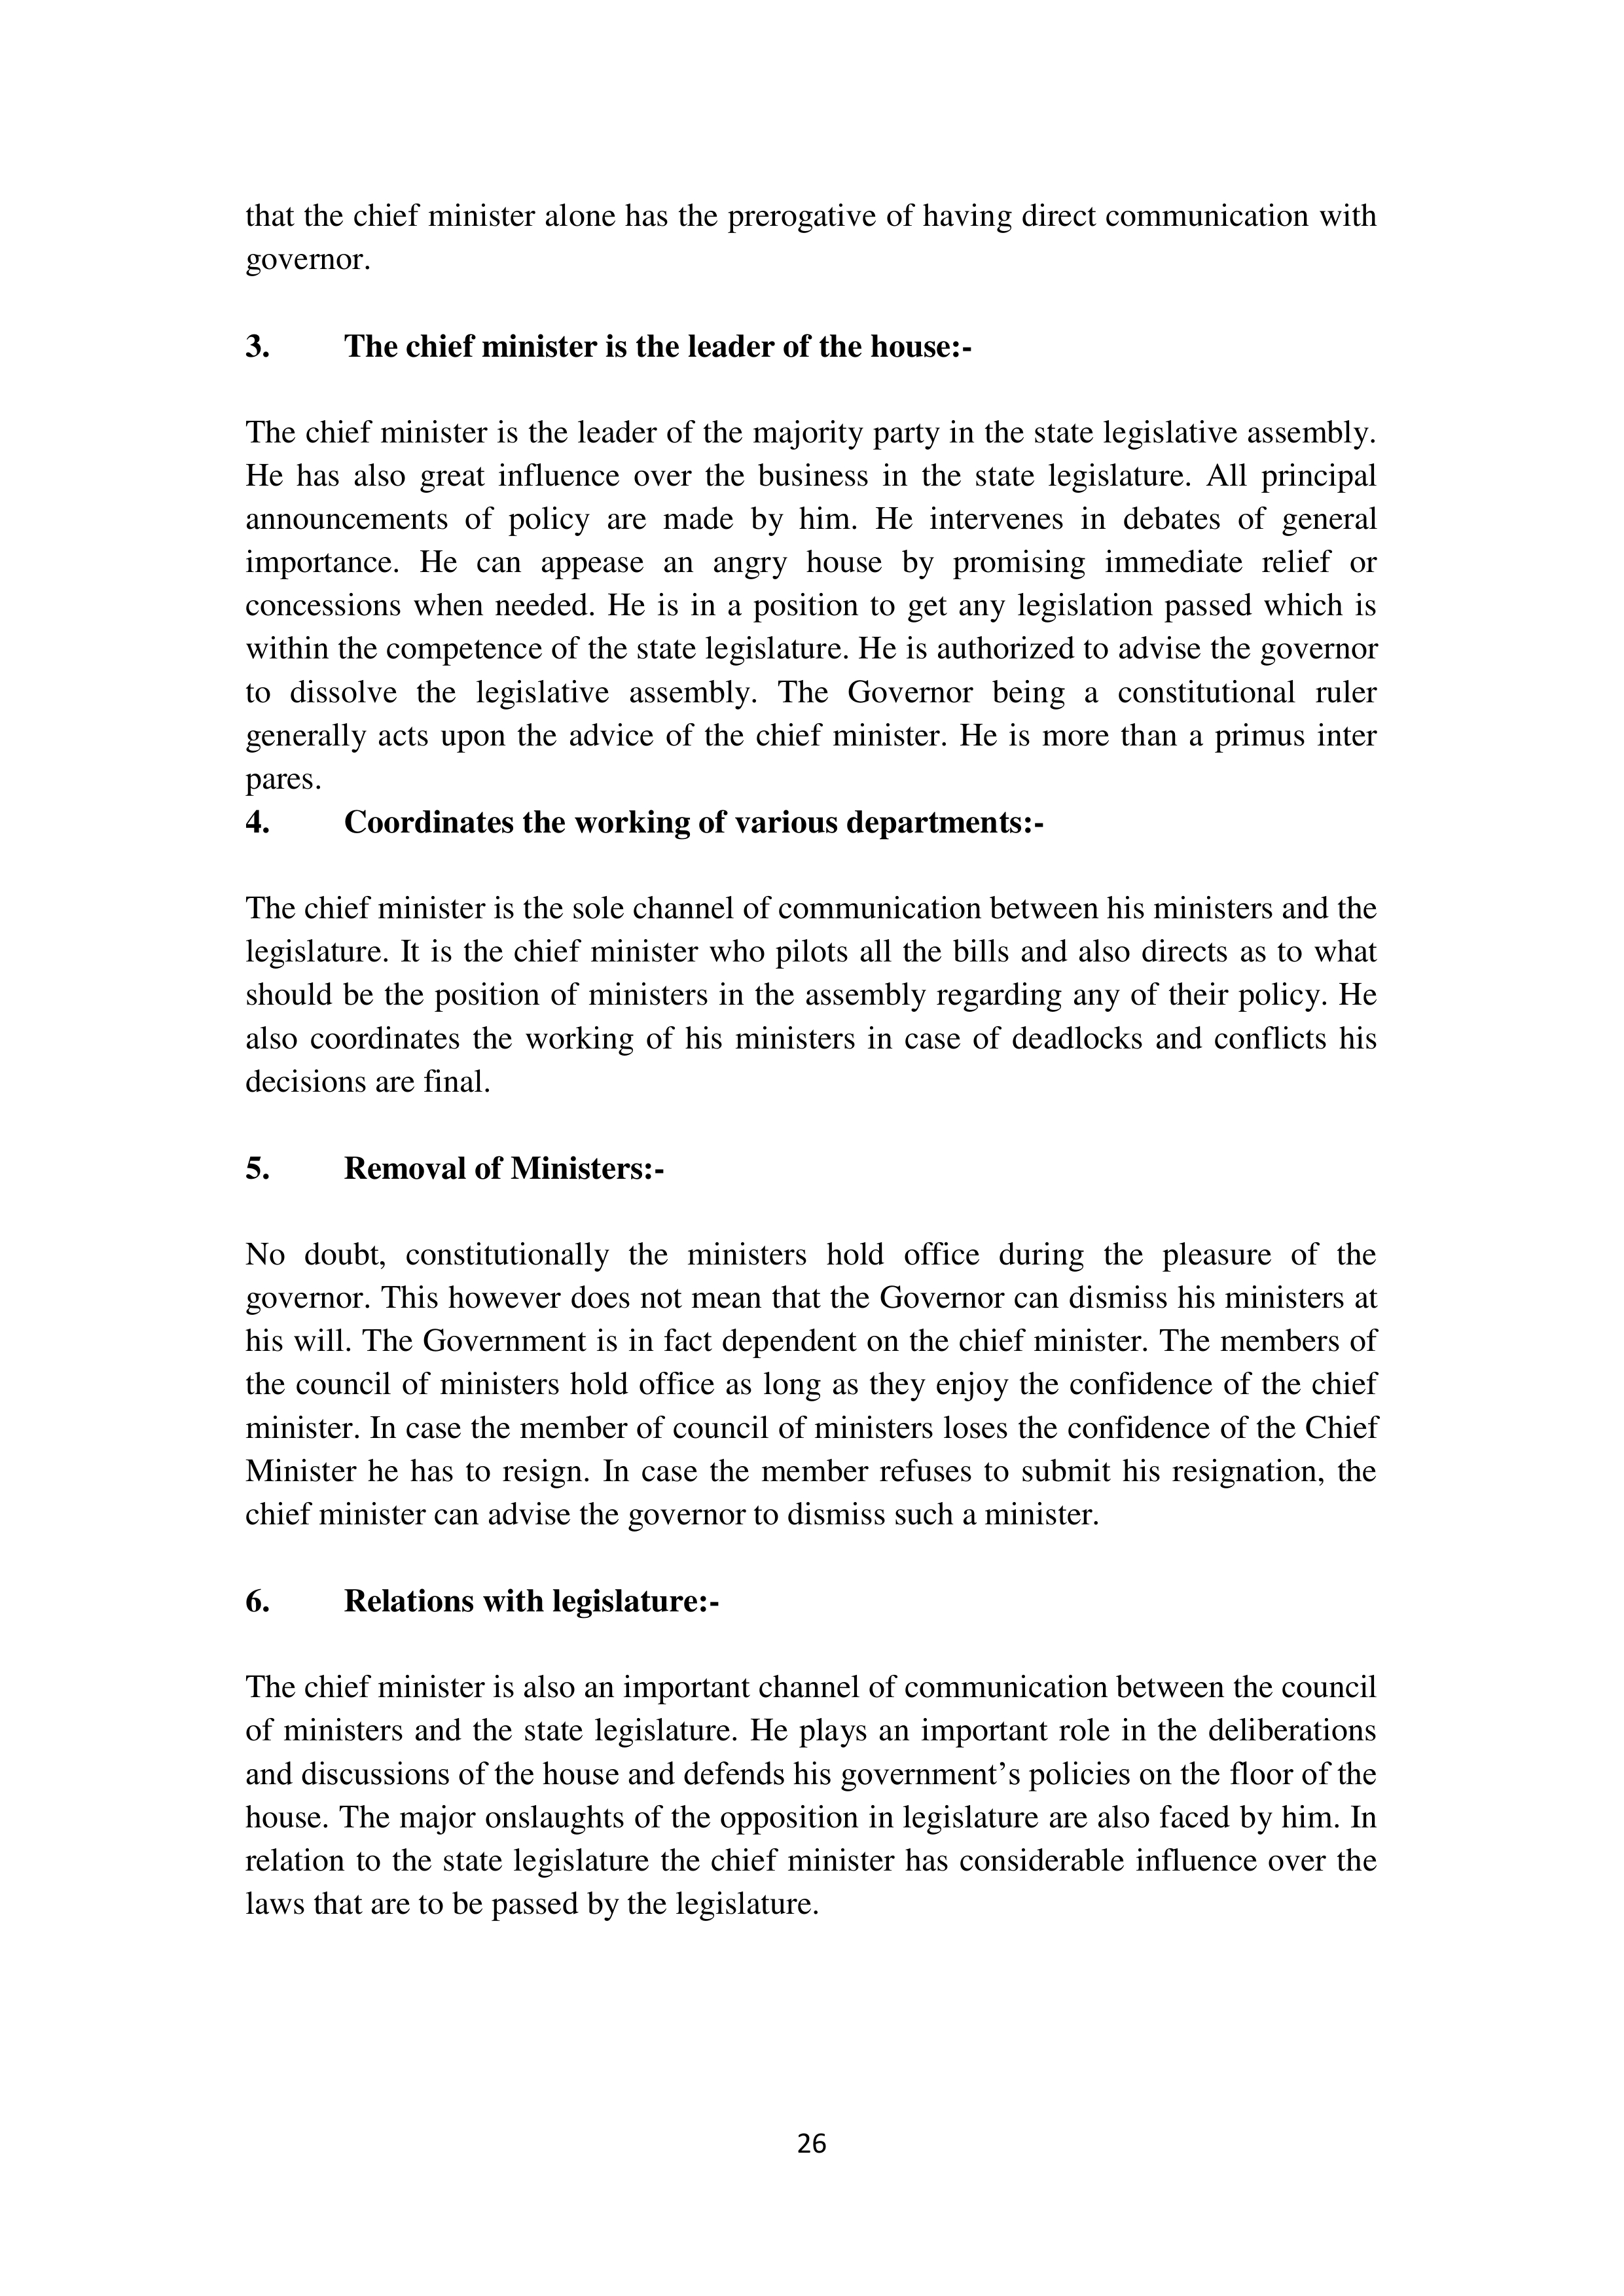 that the chief minister alone has the prerogative of having direct communication with
governor.
3. The chief minister is the leader of the house:-
The chief minister is the leader of the majority party in the state legislative assembly.
He has also great influence over the business in the state legislature. All principal
announcements of policy are made by him. He intervenes in debates of general
importance. He can appease an angry house by promising immediate relief or
concessions when needed. He is in a position to get any legislation passed which is
within the competence of the state legislature. He is authorized to advise the governor
to dissolve the legislative assembly. The Governor being a constitutional ruler
generally acts upon the advice of the chief minister. He is more than a primus inter
pares.
4. Coordinates the working of various departments:-
The chief minister is the sole channel of communication between his ministers and the
legislature. It is the chief minister who pilots all the bills and also directs as to what
should be the position of ministers in the assembly regarding any of their policy. He
also coordinates the working of his ministers in case of deadlocks and conflicts his
decisions are final.
5. Removal of Ministers:-
No doubt, constitutionally the ministers hold office during the pleasure of the
governor. This however does not mean that the Governor can dismiss his ministers at
his will. The Government is in fact dependent on the chief minister. The members of
the council of ministers hold office as long as they enjoy the confidence of the chief
minister. In case the member of council of ministers loses the confidence of the Chief
Minister he has to resign. In case the member refuses to submit his resignation, the
chief minister can advise the governor to dismiss such a minister.
6. Relations with legislature:-
The chief minister is also an important channel of communication between the council
of ministers and the state legislature. He plays an important role in the deliberations
and discussions of the house and defends his government’s policies on the floor of the
house. The major onslaughts of the opposition in legislature are also faced by him. In
relation to the state legislature the chief minister has considerable influence over the
laws that are to be passed by the legislature.
26